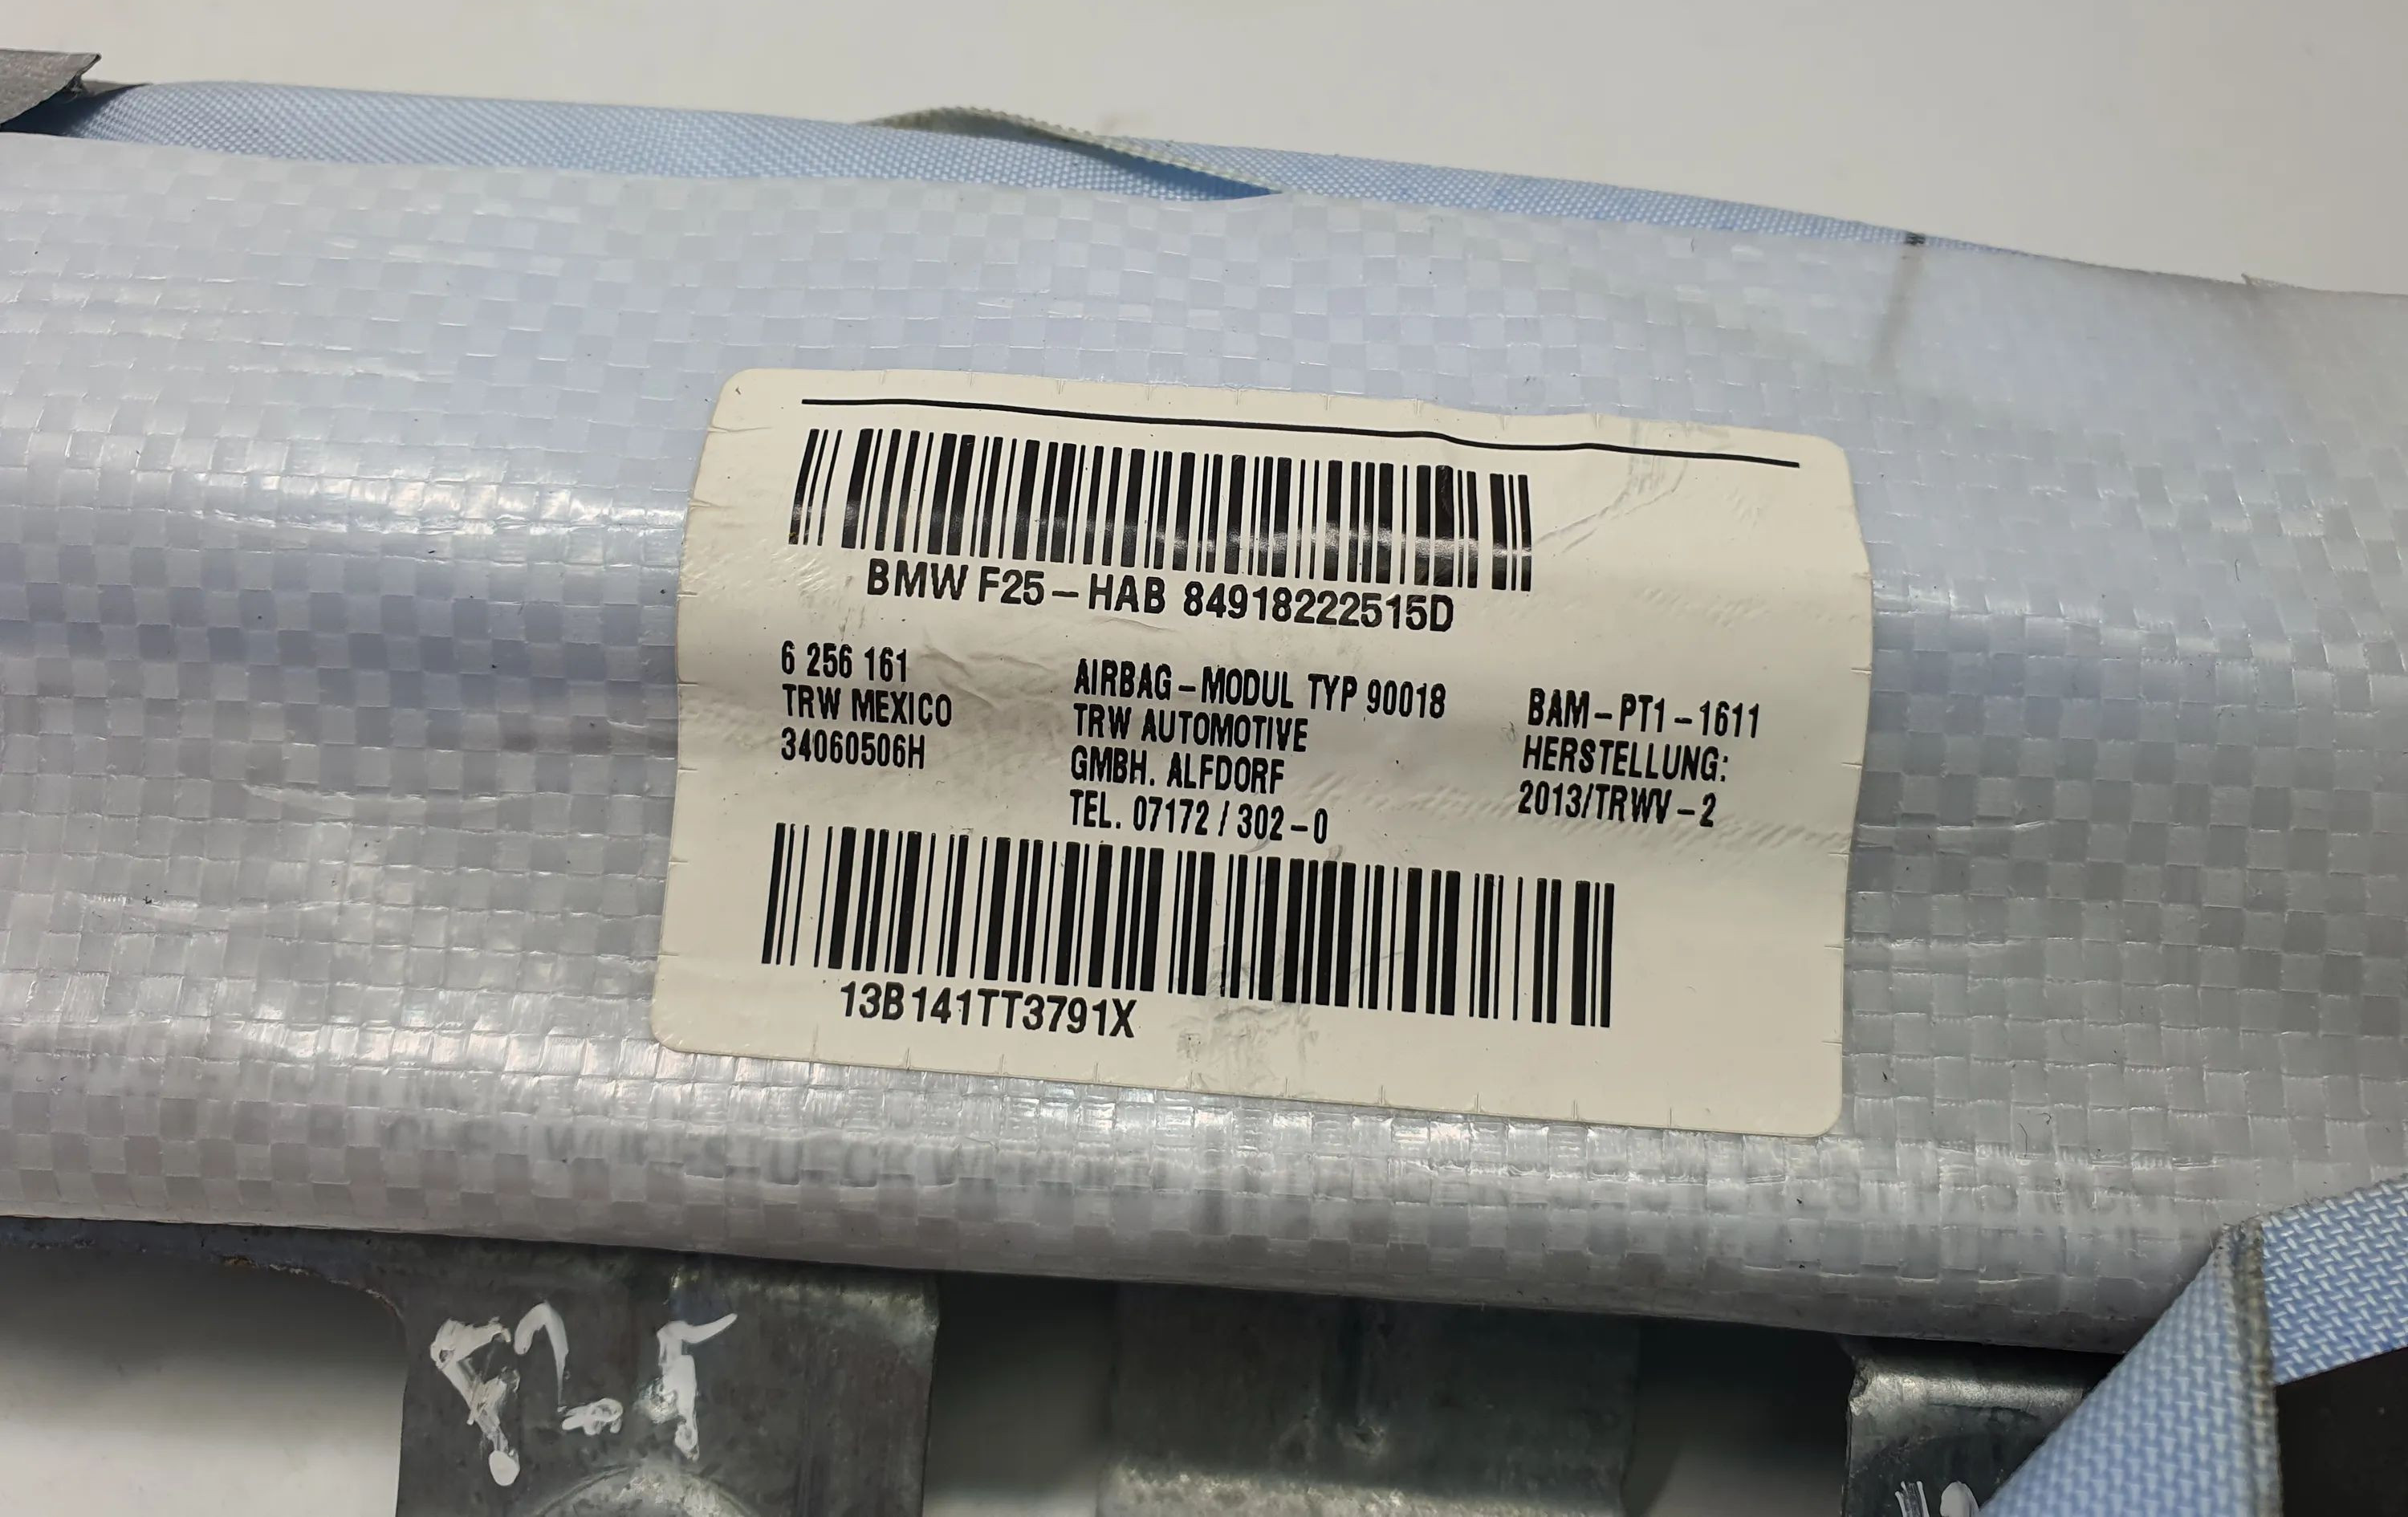 BMW F25-HAB 84918222515D
6 256 161
TRW MEXICO
34060506H
AIRBAG-MODUL TYP 90018
TRW AUTOMOTIVE
GMBH. ALFDORF
TEL. 07172 / 302-0
BAM-PT1-1611
HERSTELLUNG:
2013/TRWV-2
13B141TT3791X
F25